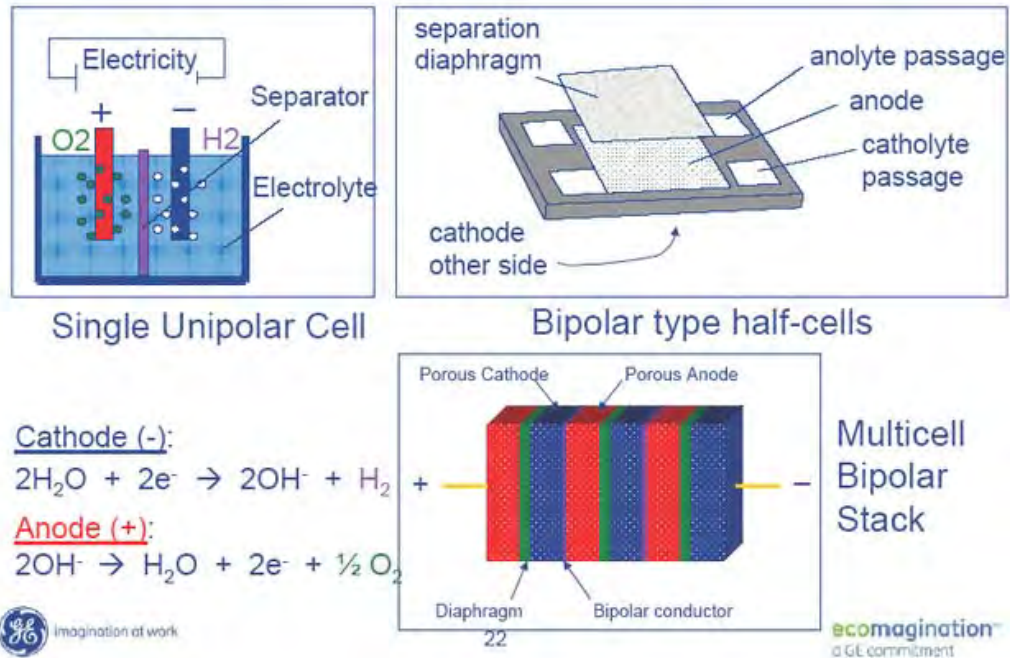 Electricity
+
−
O2
H2
Separator
Electrolyte
Single Unipolar Cell
separation
diaphragm
anolyte passage
anode
catholyte
passage
cathode
other side
Bipolar type half-cells
Cathode (-):
2H₂O + 2e⁻ → 2OH⁻ + H₂
Anode (+):
2OH⁻ → H₂O + 2e⁻ + ½ O₂
Porous Cathode
Porous Anode
+
−
Diaphragm
Bipolar conductor
Multicell
Bipolar
Stack
GE
imagination at work
22
ecomagination™
a GE commitment